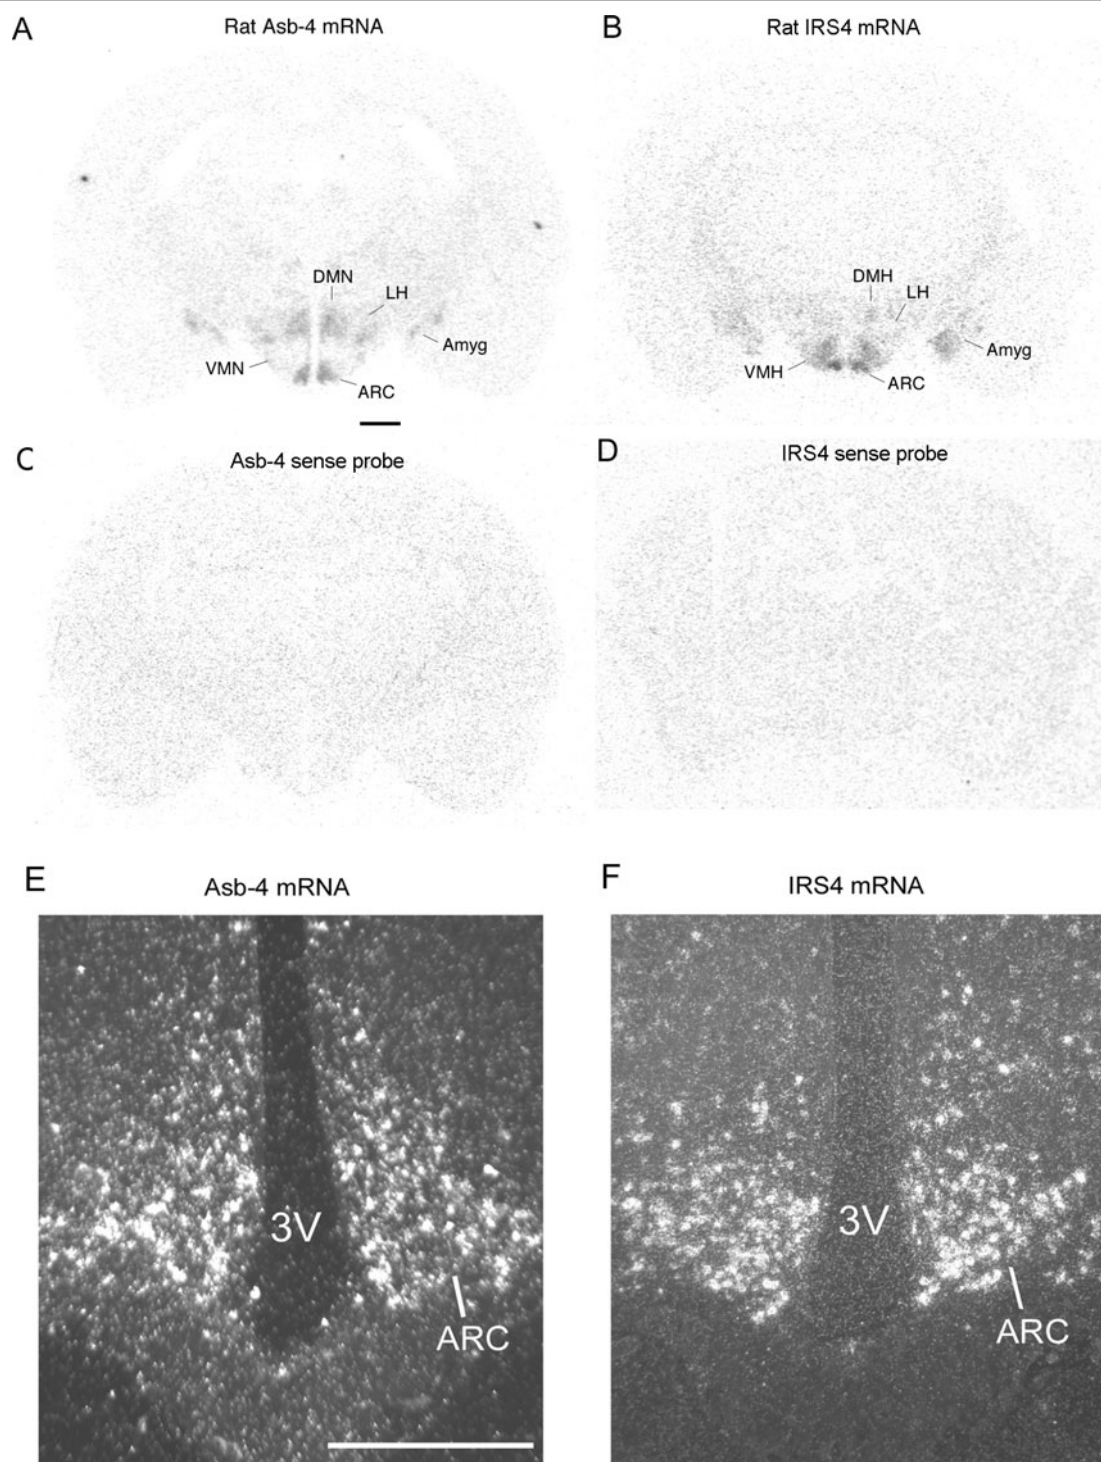 A
Rat Asb-4 mRNA
DMN
LH
Amyg
VMN
ARC
B
Rat IRS4 mRNA
DMH
LH
Amyg
VMH
ARC
C
Asb-4 sense probe
D
IRS4 sense probe
E
Asb-4 mRNA
3V
ARC
F
IRS4 mRNA
3V
ARC